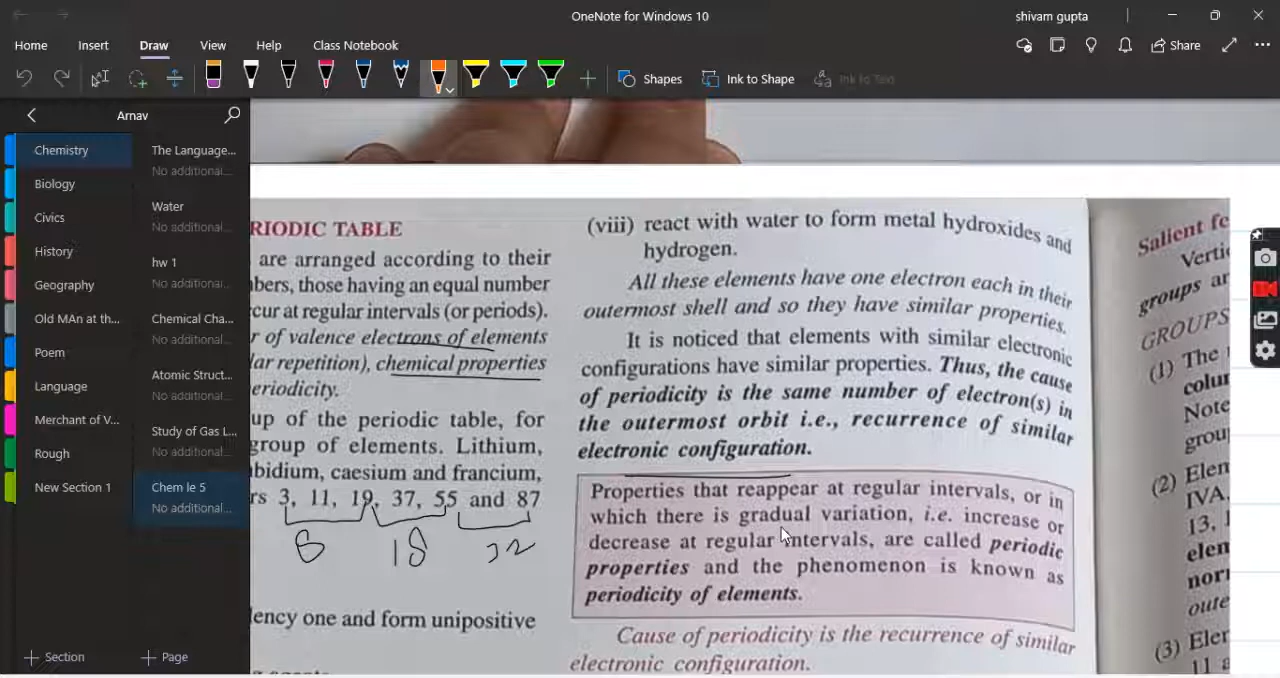 OneNote for Windows 10
shivam gupta
Home Insert Draw View Help Class Notebook
Share
Shapes
Ink to Shape
Ink to Text
Arnav
Chemistry
Biology
Civics
History
Geography
Old MAn at th...
Poem
Language
Merchant of V...
Rough
New Section 1
The Language...
No additional...
Water
No additional...
hw 1
No additional...
Chemical Cha...
No additional...
Atomic Struct...
No additional...
Study of Gas L...
No additional...
Chem le 5
No additional...
Section
Page
RIODIC TABLE
are arranged according to their
bers, those having an equal number
cur at regular intervals (or periods).
r of valence electrons of elements
lar repetition), chemical properties
eriodicity.
up of the periodic table, for
group of elements. Lithium,
bidium, caesium and francium,
rs 3, 11, 19, 37, 55 and 87
18
lency one and form unipositive
(viii) react with water to form metal hydroxides and
hydrogen.
All these elements have one electron each in their
outermost shell and so they have similar properties.
It is noticed that elements with similar electronic
configurations have similar properties. Thus, the cause
of periodicity is the same number of electron(s) in
the outermost orbit i.e., recurrence of similar
electronic configuration.
Properties that reappear at regular intervals, or in
which there is gradual variation, i.e. increase or
decrease at regular intervals, are called periodic
properties and the phenomenon is known as
periodicity of elements.
Cause of periodicity is the recurrence of similar
electronic configuration.
Salient fe
Verti
groups ar
GROUPS
(1) The
colu
Note
grou
(2) Elem
IVA,
13, 1
elem
nor
oute
(3) Eler
11 a